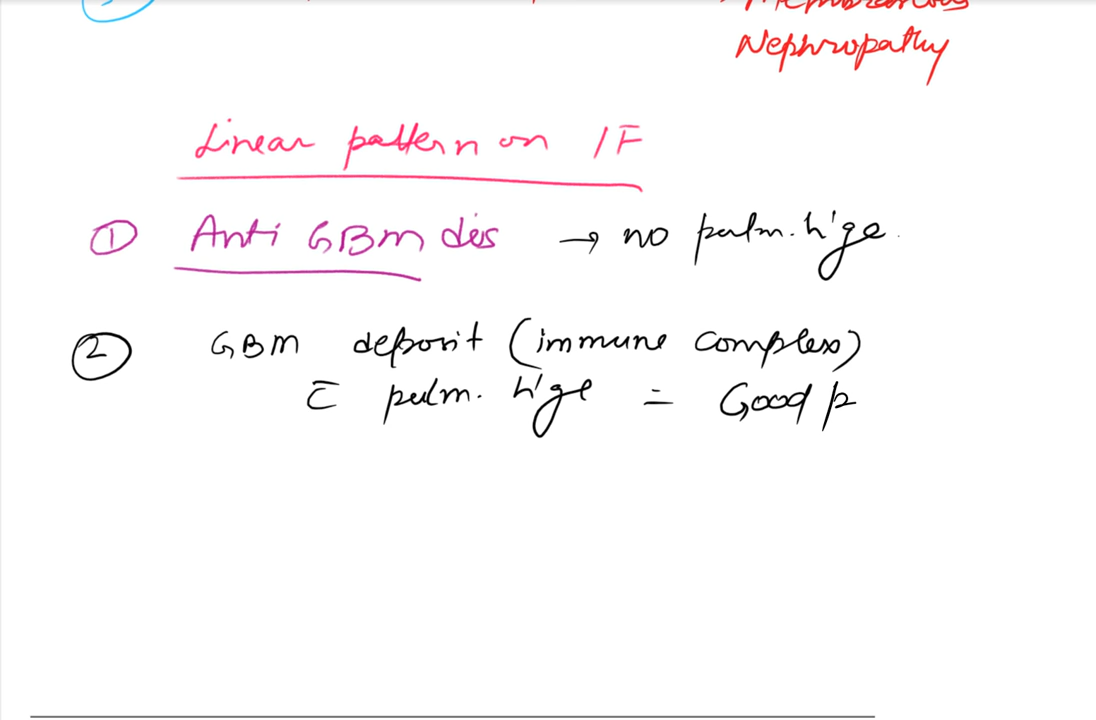 Membranous
Nephropathy
Linear pattern on IF
① Anti GBM dis → no pulm. h'ge.
② GBM deposit (immune complex)
c̄ pulm. h'ge = Good p